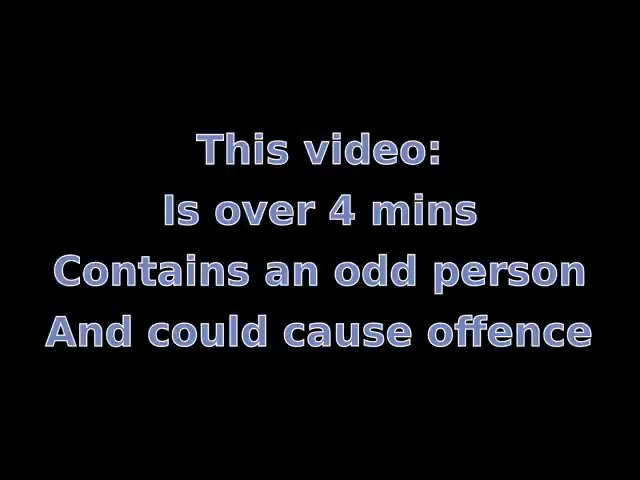 This video:
Is over 4 mins
Contains an odd person
And could cause offence